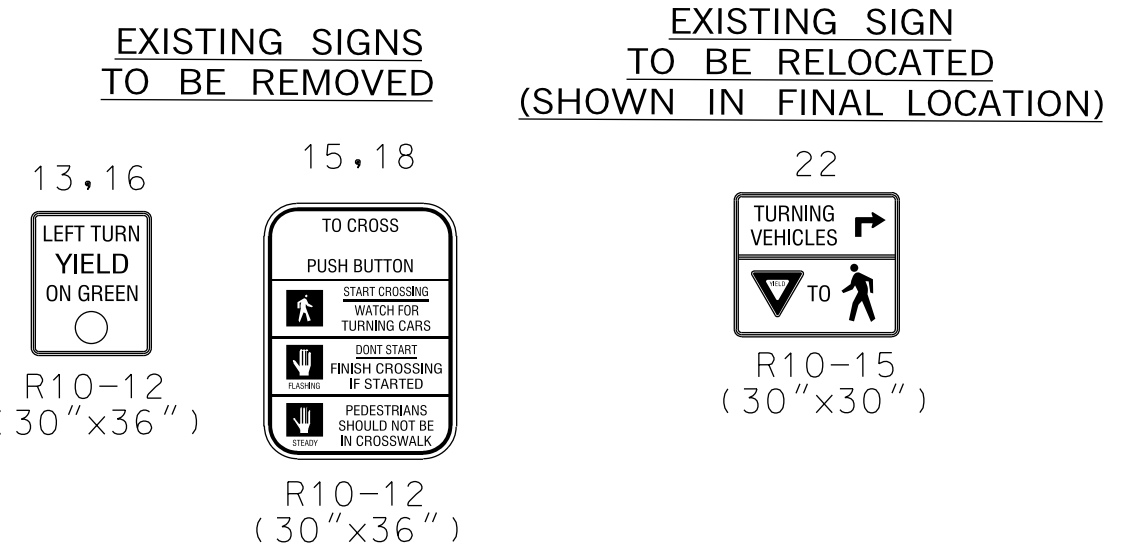 EXISTING SIGNS
TO BE REMOVED
13,16
LEFT TURN
YIELD
ON GREEN
R10-12
(30"x36")
15,18
TO CROSS
PUSH BUTTON
START CROSSING
WATCH FOR
TURNING CARS
FLASHING
DONT START
FINISH CROSSING
IF STARTED
STEADY
PEDESTRIANS
SHOULD NOT BE
IN CROSSWALK
R10-12
(30"x36")
EXISTING SIGN
TO BE RELOCATED
(SHOWN IN FINAL LOCATION)
22
TURNING
VEHICLES
YIELD
TO
R10-15
(30"x30")